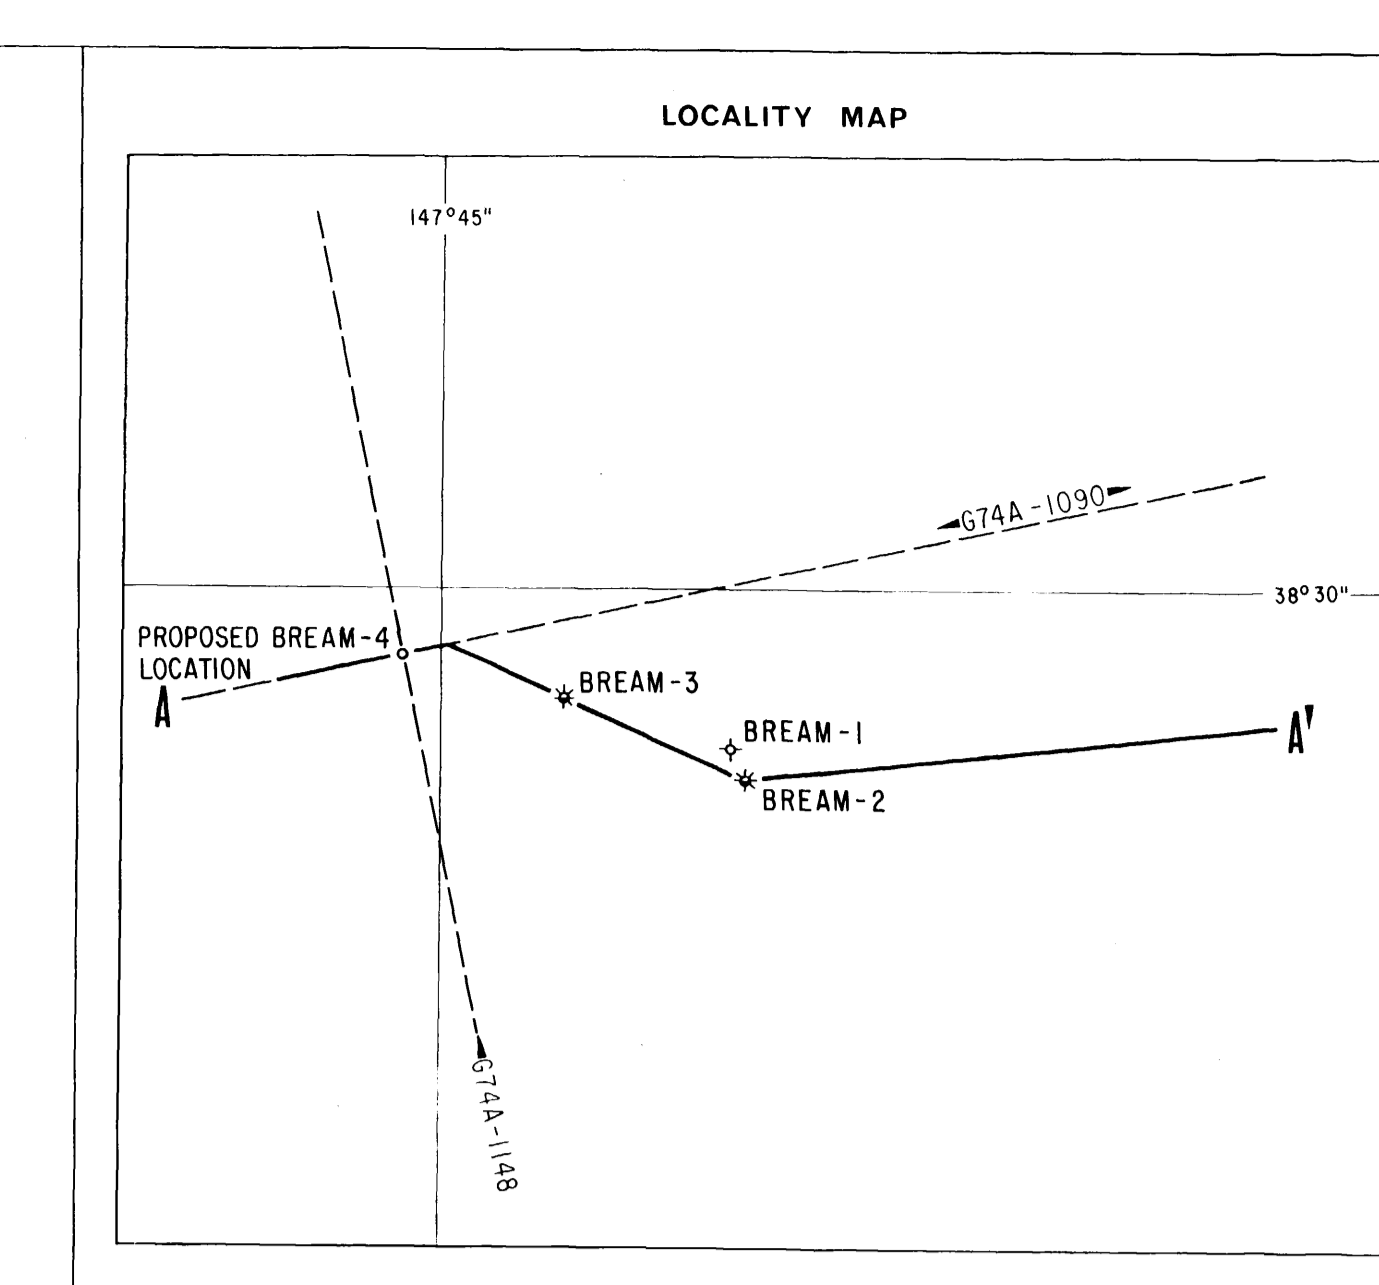 LOCALITY MAP
147°45"
G74A-1090
38°30"
PROPOSED BREAM-4
LOCATION
A
BREAM-3
BREAM-1
A'
BREAM-2
G74A-1148